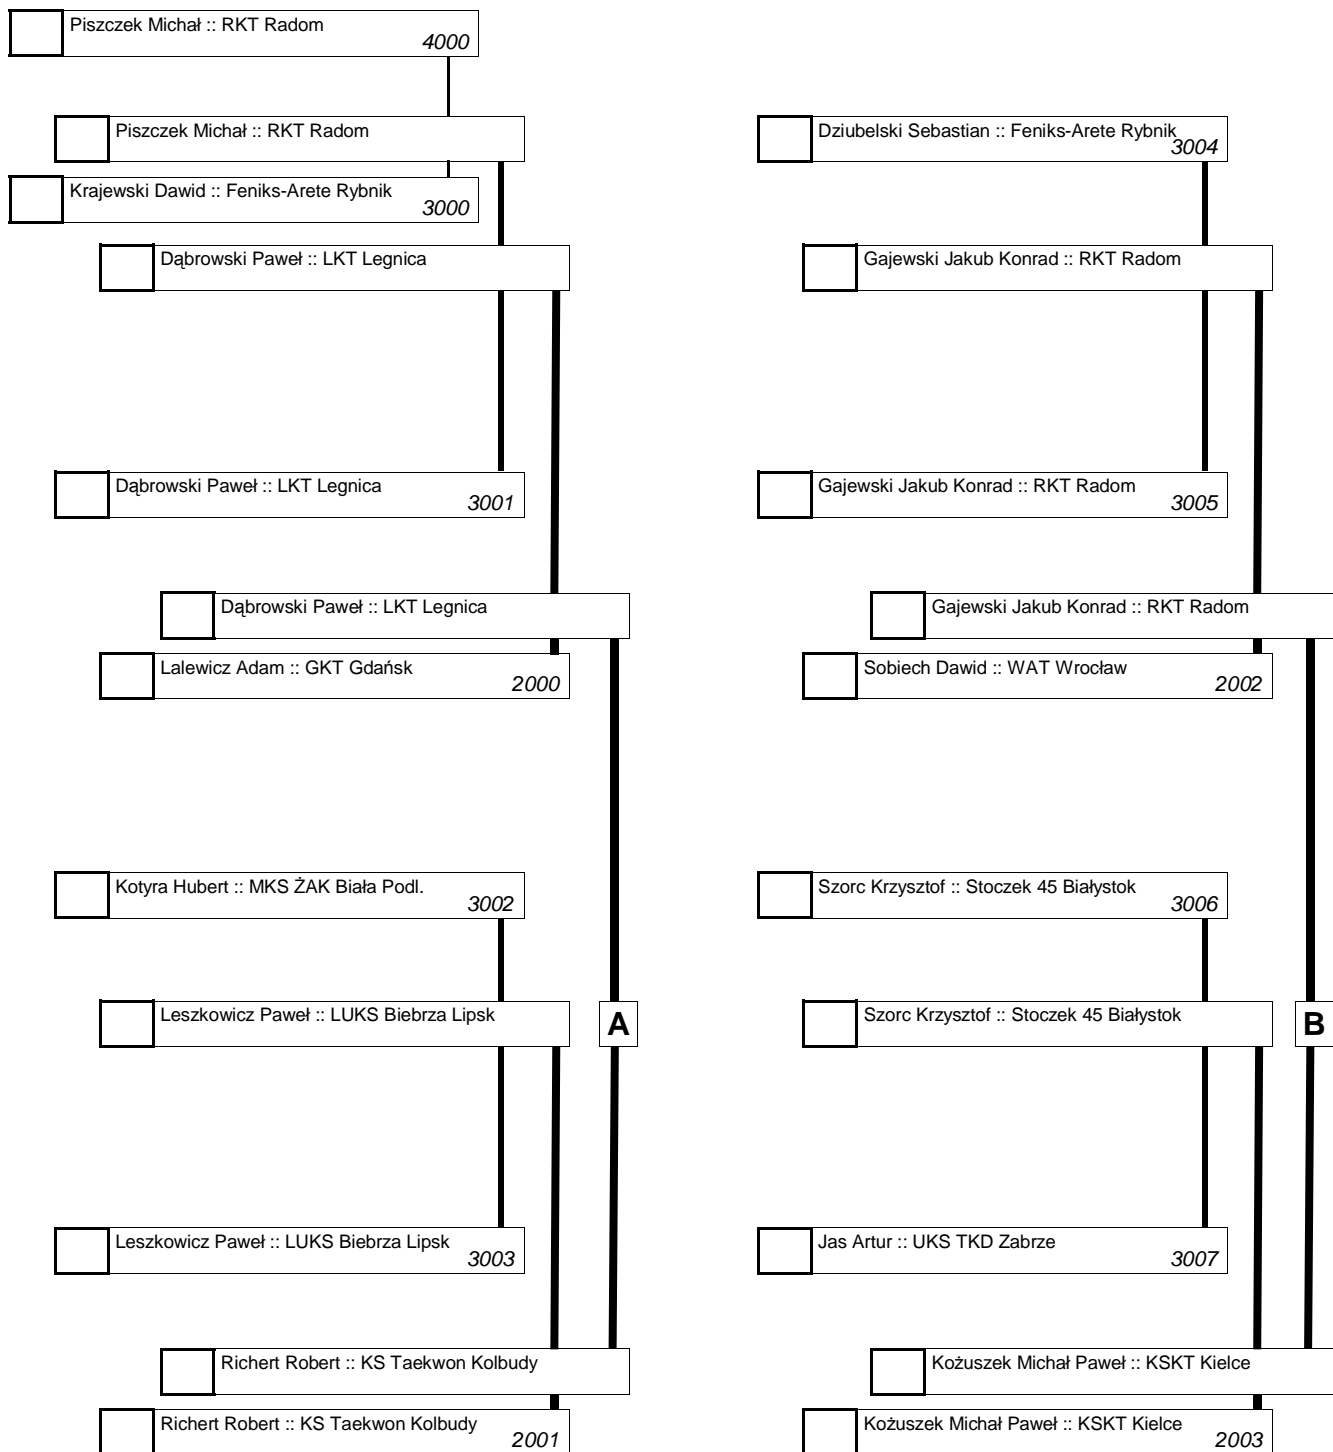 Piszczek Michał :: RKT Radom
4000
Piszczek Michał :: RKT Radom
Krajewski Dawid :: Feniks-Arete Rybnik
3000
Dąbrowski Paweł :: LKT Legnica
Dąbrowski Paweł :: LKT Legnica
3001
Dąbrowski Paweł :: LKT Legnica
Lalewicz Adam :: GKT Gdańsk
2000
Kotyra Hubert :: MKS ŻAK Biała Podl.
3002
Leszkowicz Paweł :: LUKS Biebrza Lipsk
A
Leszkowicz Paweł :: LUKS Biebrza Lipsk
3003
Richert Robert :: KS Taekwon Kolbudy
Richert Robert :: KS Taekwon Kolbudy
2001
Dziubelski Sebastian :: Feniks-Arete Rybnik
3004
Gajewski Jakub Konrad :: RKT Radom
Gajewski Jakub Konrad :: RKT Radom
3005
Gajewski Jakub Konrad :: RKT Radom
Sobiech Dawid :: WAT Wrocław
2002
Szorc Krzysztof :: Stoczek 45 Białystok
3006
Szorc Krzysztof :: Stoczek 45 Białystok
B
Jas Artur :: UKS TKD Zabrze
3007
Kożuszek Michał Paweł :: KSKT Kielce
Kożuszek Michał Paweł :: KSKT Kielce
2003